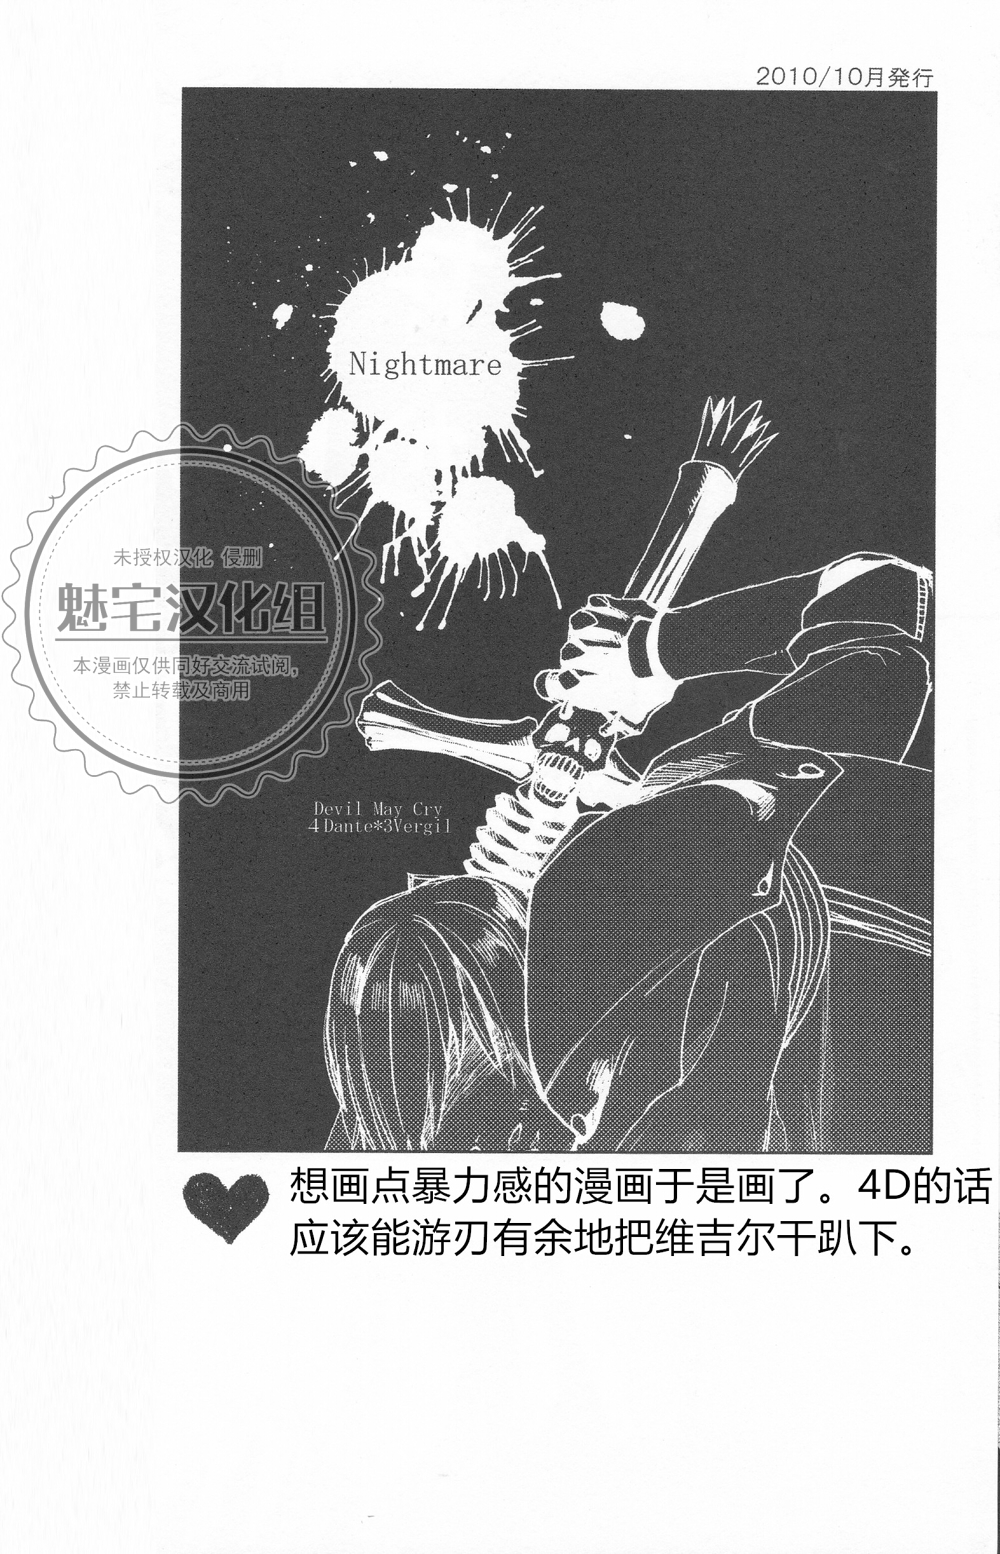 2010/10月発行
Nightmare
未授权汉化 侵删
魅宅汉化组
本漫画仅供同好交流试阅，
禁止转载及商用
Devil May Cry
4Dante*3Vergil
想画点暴力感的漫画于是画了。4D的话
应该能游刃有余地把维吉尔干趴下。